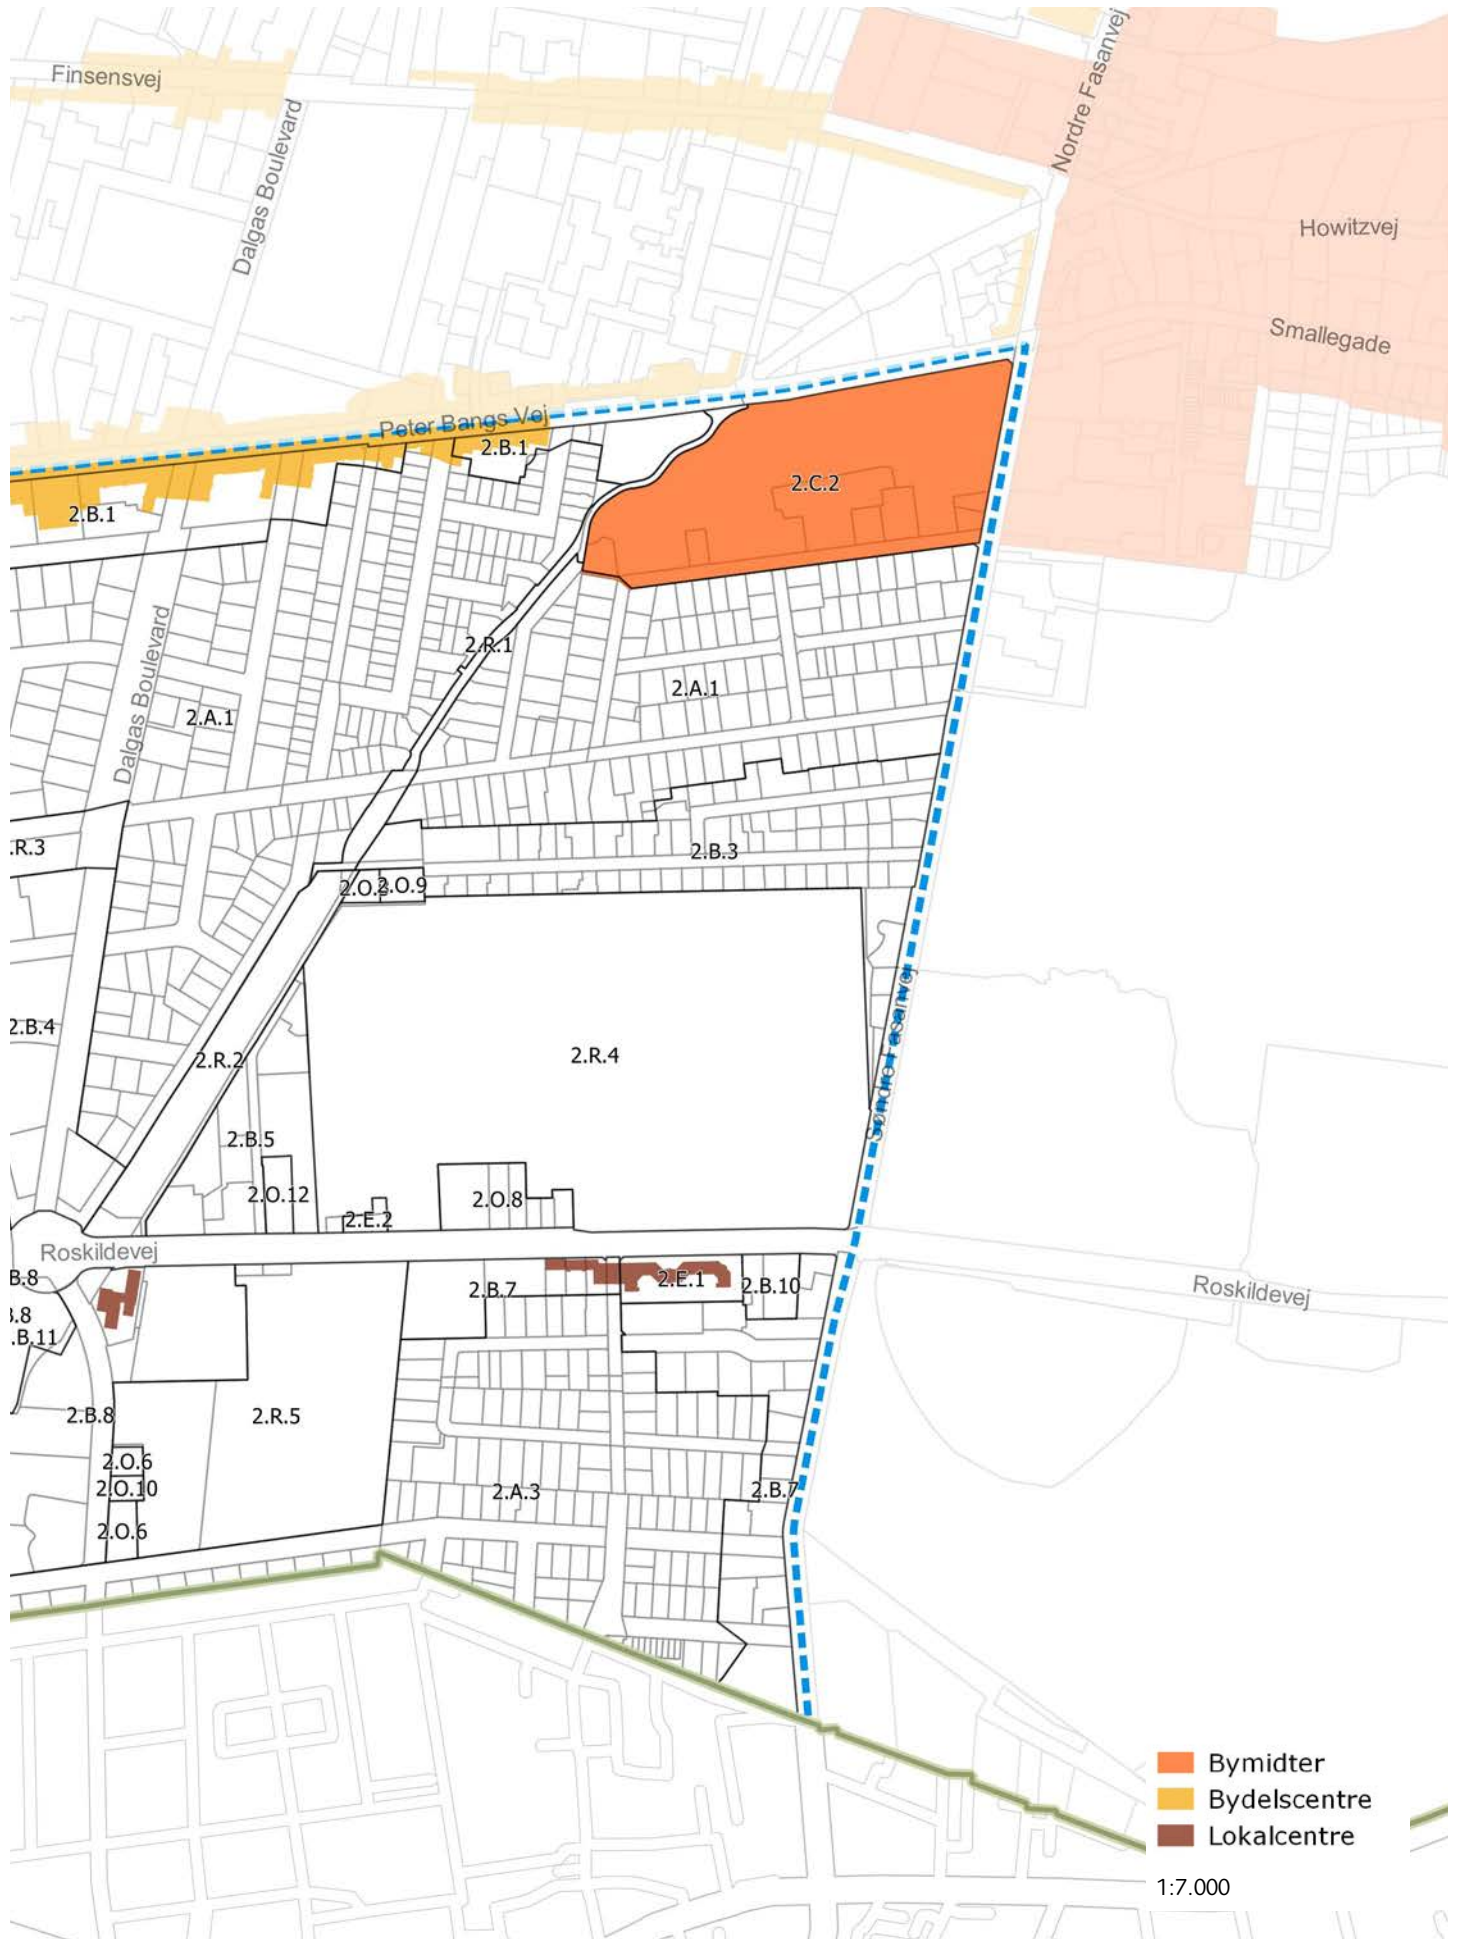 Finsensvej
Dalgas Boulevard
Nordre Fasanvej
Howitzvej
Smallegade
Peter Bangs Vej
2.B.1
2.C.2
2.B.1
2.R.1
2.A.1
Dalgas Boulevard
2.A.1
.R.3
2.B.3
2.O.9
2.B.4
2.R.2
2.R.4
Søndre Fasanvej
2.B.5
2.O.12
2.O.8
2.E.2
Roskildevej
B.8
2.B.7
2.E.1
2.B.10
Roskildevej
B.8
.B.11
2.B.8
2.R.5
2.O.6
2.O.10
2.A.3
2.B.7
2.O.6
Bymidter
Bydelscentre
Lokalcentre
1:7.000